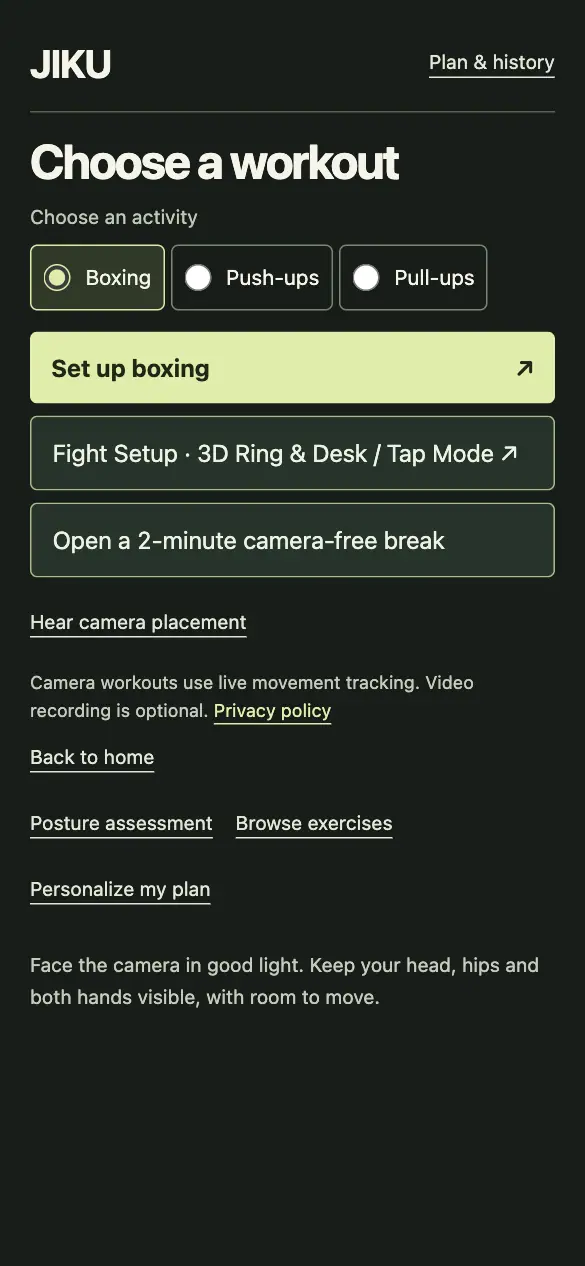 JIKU
Plan & history
Choose a workout
Choose an activity
Boxing
Push-ups
Pull-ups
Set up boxing
Fight Setup · 3D Ring & Desk / Tap Mode ↗
Open a 2-minute camera-free break
Hear camera placement
Camera workouts use live movement tracking. Video
recording is optional. Privacy policy
Back to home
Posture assessment Browse exercises
Personalize my plan
Face the camera in good light. Keep your head, hips and
both hands visible, with room to move.